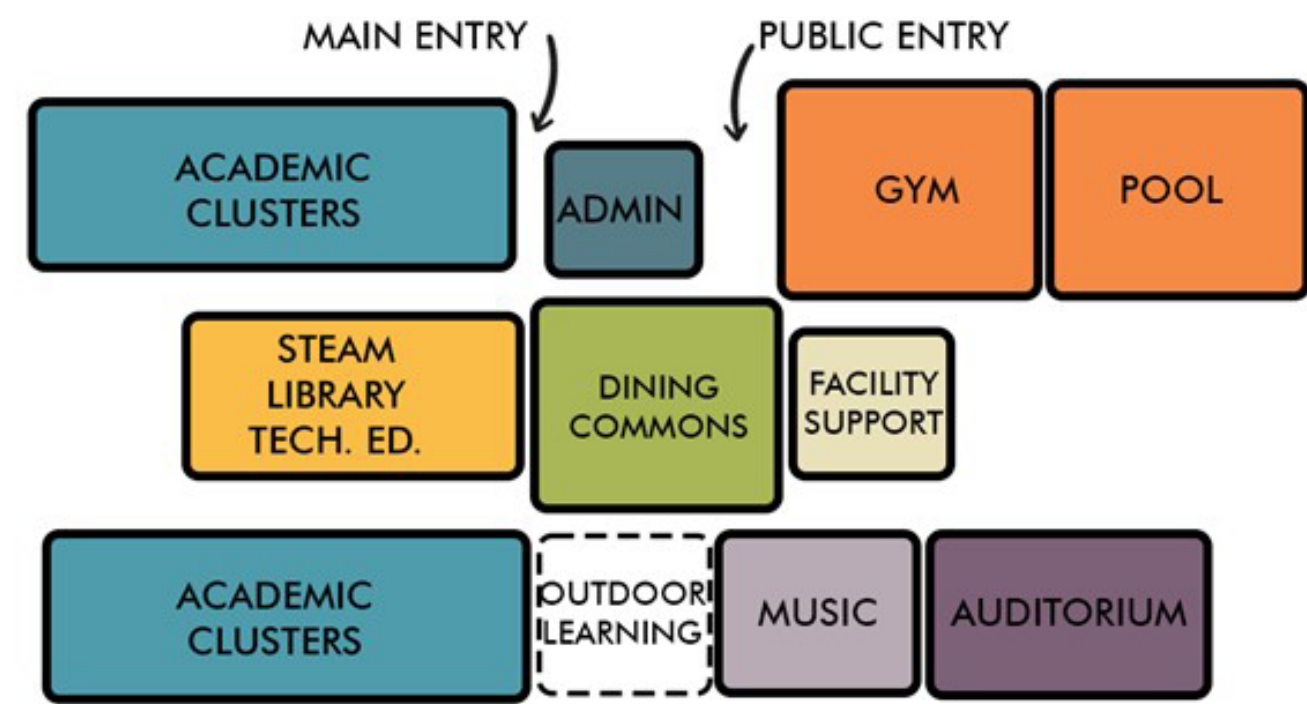 MAIN ENTRY
PUBLIC ENTRY
ACADEMIC
CLUSTERS
ADMIN
GYM
POOL
STEAM
LIBRARY
TECH. ED.
DINING
COMMONS
FACILITY
SUPPORT
ACADEMIC
CLUSTERS
OUTDOOR
LEARNING
MUSIC
AUDITORIUM